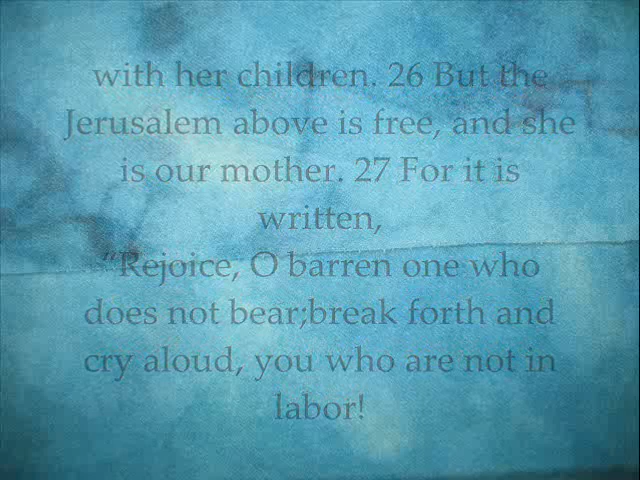 with her children. 26 But the
Jerusalem above is free, and she
is our mother. 27 For it is
written,
“Rejoice, O barren one who
does not bear;break forth and
cry aloud, you who are not in
labor!